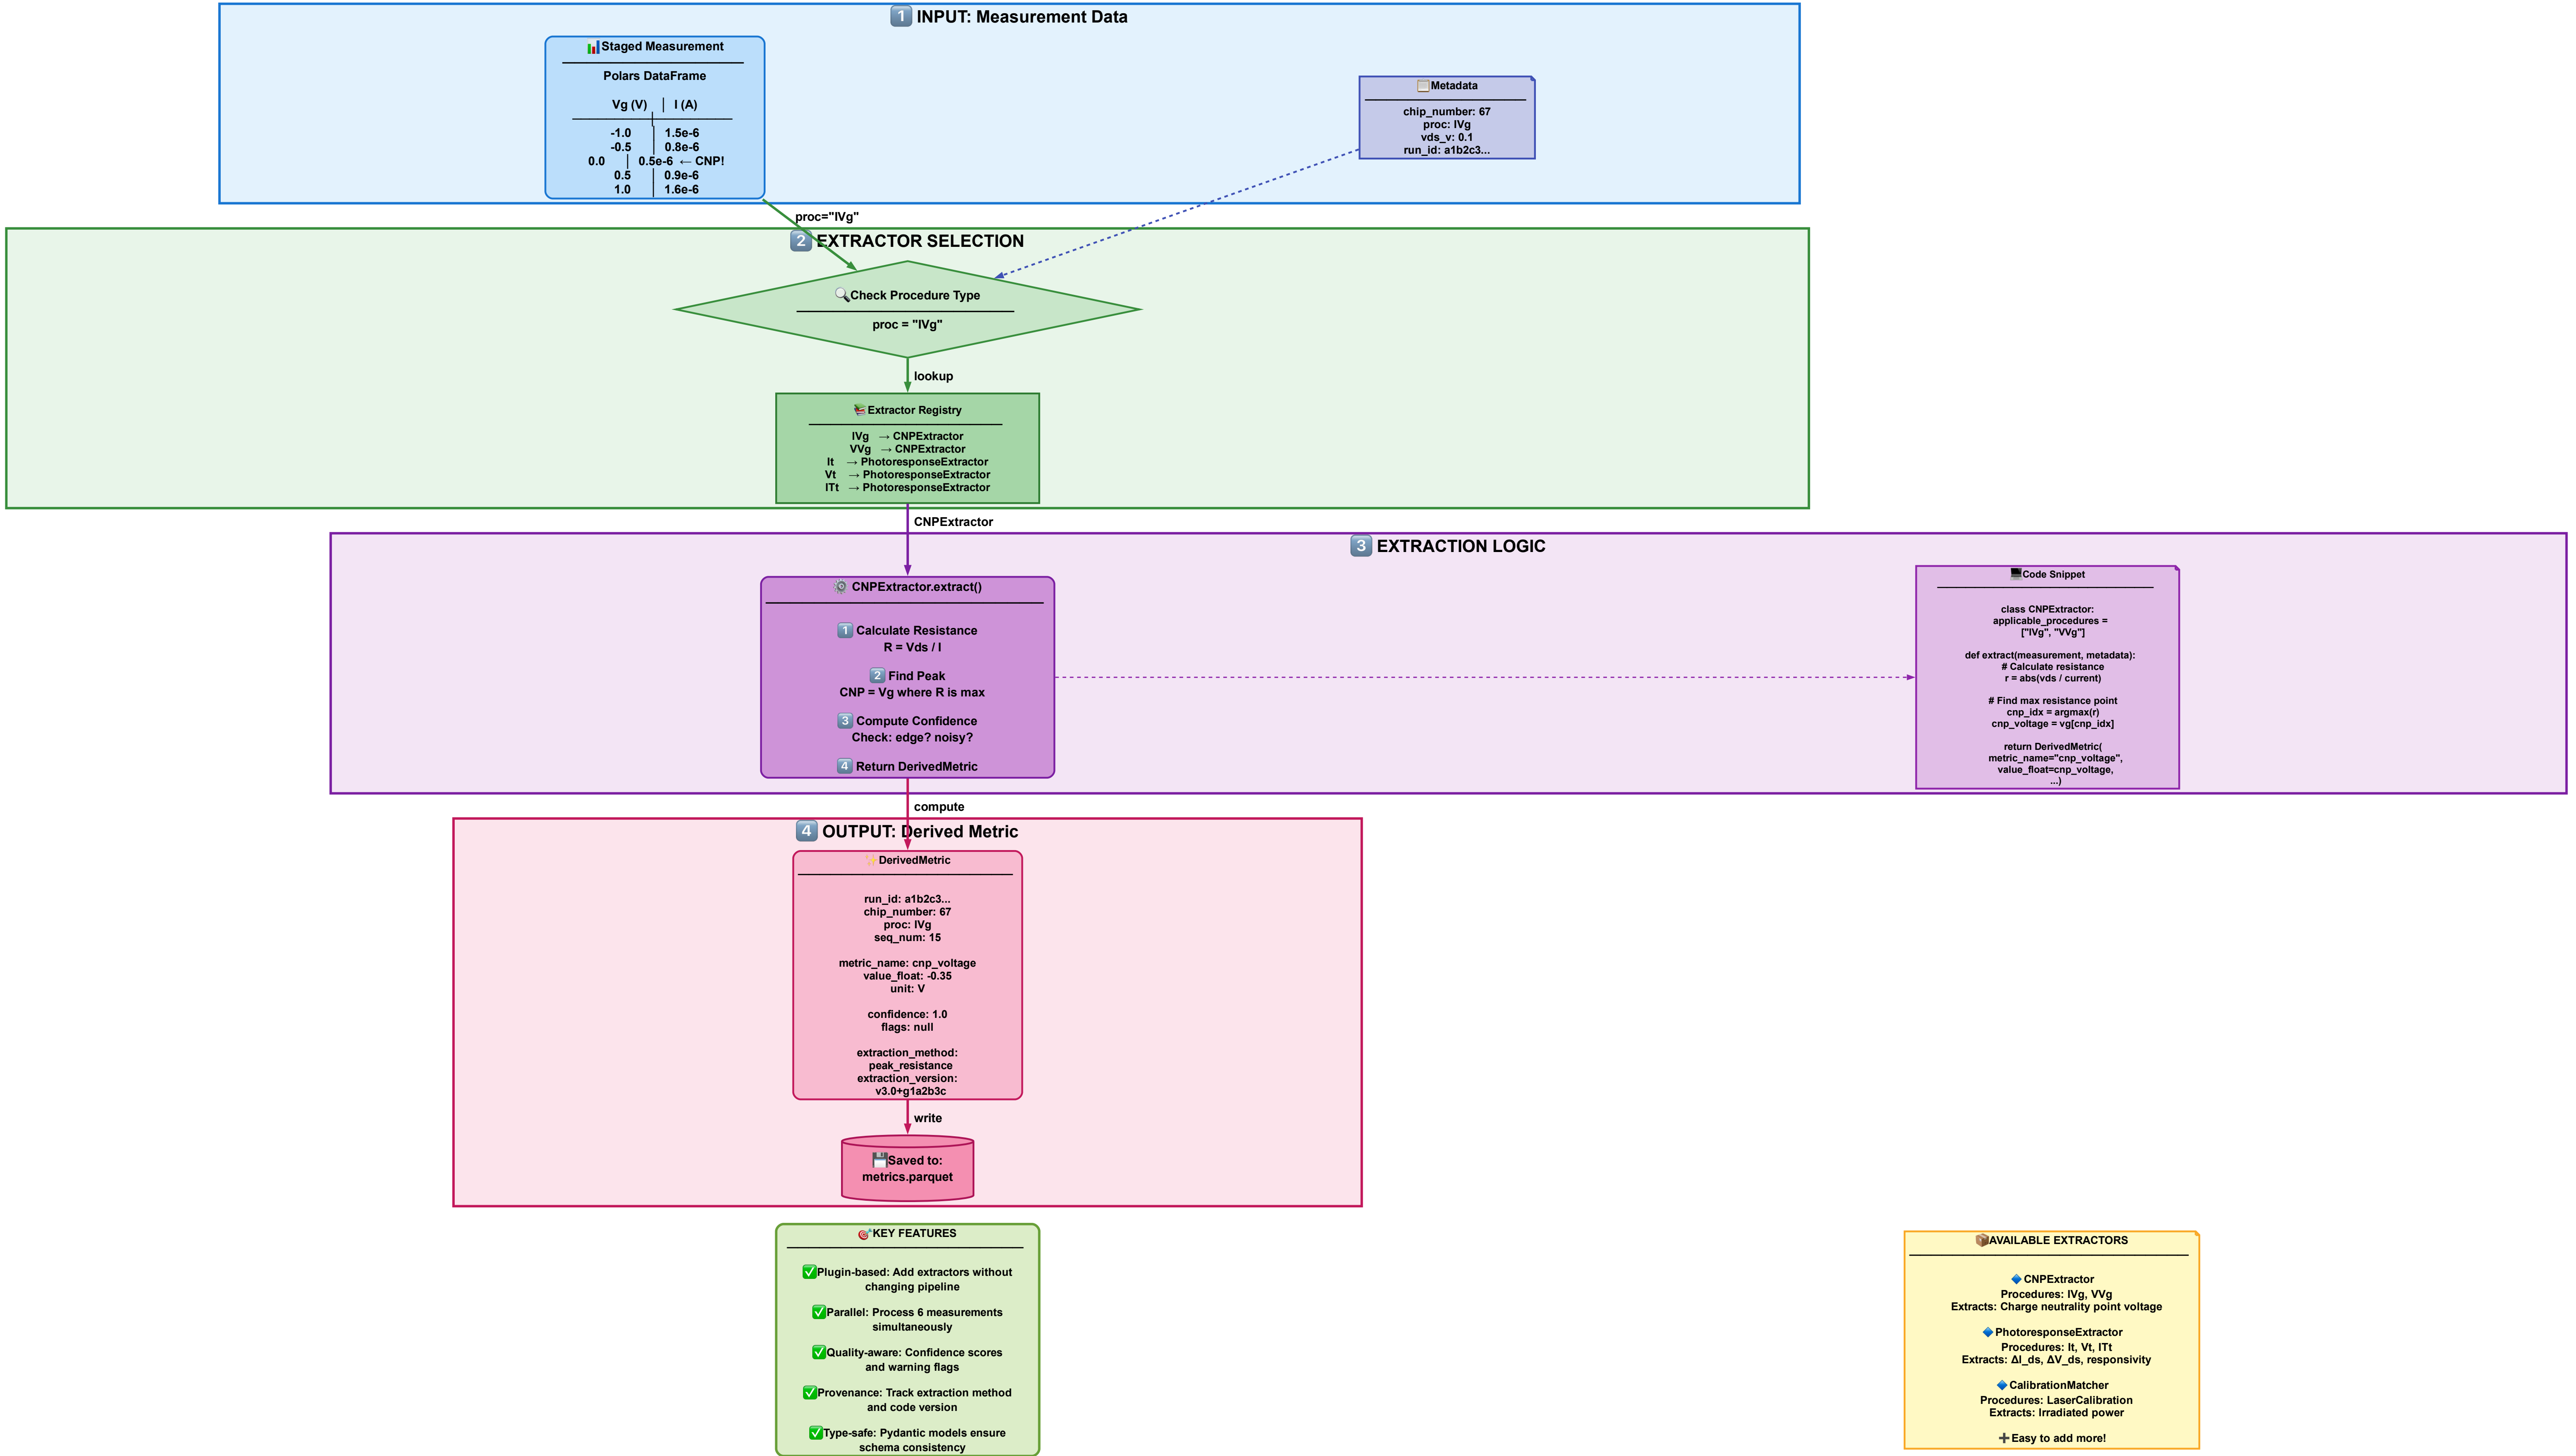 1 INPUT: Measurement Data
📊Staged Measurement
Polars DataFrame
Vg (V) │ I (A)
-1.0 │ 1.5e-6
-0.5 │ 0.8e-6
0.0 │ 0.5e-6 ← CNP!
0.5 │ 0.9e-6
1.0 │ 1.6e-6
Metadata
chip_number: 67
proc: IVg
vds_v: 0.1
run_id: a1b2c3...
proc="IVg"
2 EXTRACTOR SELECTION
🔍Check Procedure Type
proc = "IVg"
lookup
📚Extractor Registry
IVg → CNPExtractor
VVg → CNPExtractor
It → PhotoresponseExtractor
Vt → PhotoresponseExtractor
ITt → PhotoresponseExtractor
CNPExtractor
3 EXTRACTION LOGIC
⚙️ CNPExtractor.extract()
1 Calculate Resistance
R = Vds / I
2 Find Peak
CNP = Vg where R is max
3 Compute Confidence
Check: edge? noisy?
4 Return DerivedMetric
Code Snippet
class CNPExtractor:
applicable_procedures =
["IVg", "VVg"]
def extract(measurement, metadata):
# Calculate resistance
r = abs(vds / current)
# Find max resistance point
cnp_idx = argmax(r)
cnp_voltage = vg[cnp_idx]
return DerivedMetric(
metric_name="cnp_voltage",
value_float=cnp_voltage,
...)
compute
4 OUTPUT: Derived Metric
✨DerivedMetric
run_id: a1b2c3...
chip_number: 67
proc: IVg
seq_num: 15
metric_name: cnp_voltage
value_float: -0.35
unit: V
confidence: 1.0
flags: null
extraction_method:
peak_resistance
extraction_version:
v3.0+g1a2b3c
write
💾Saved to:
metrics.parquet
🎯KEY FEATURES
✅Plugin-based: Add extractors without
changing pipeline
✅Parallel: Process 6 measurements
simultaneously
✅Quality-aware: Confidence scores
and warning flags
✅Provenance: Track extraction method
and code version
✅Type-safe: Pydantic models ensure
schema consistency
📦AVAILABLE EXTRACTORS
🔷CNPExtractor
Procedures: IVg, VVg
Extracts: Charge neutrality point voltage
🔷PhotoresponseExtractor
Procedures: It, Vt, ITt
Extracts: ΔI_ds, ΔV_ds, responsivity
🔷CalibrationMatcher
Procedures: LaserCalibration
Extracts: Irradiated power
➕Easy to add more!